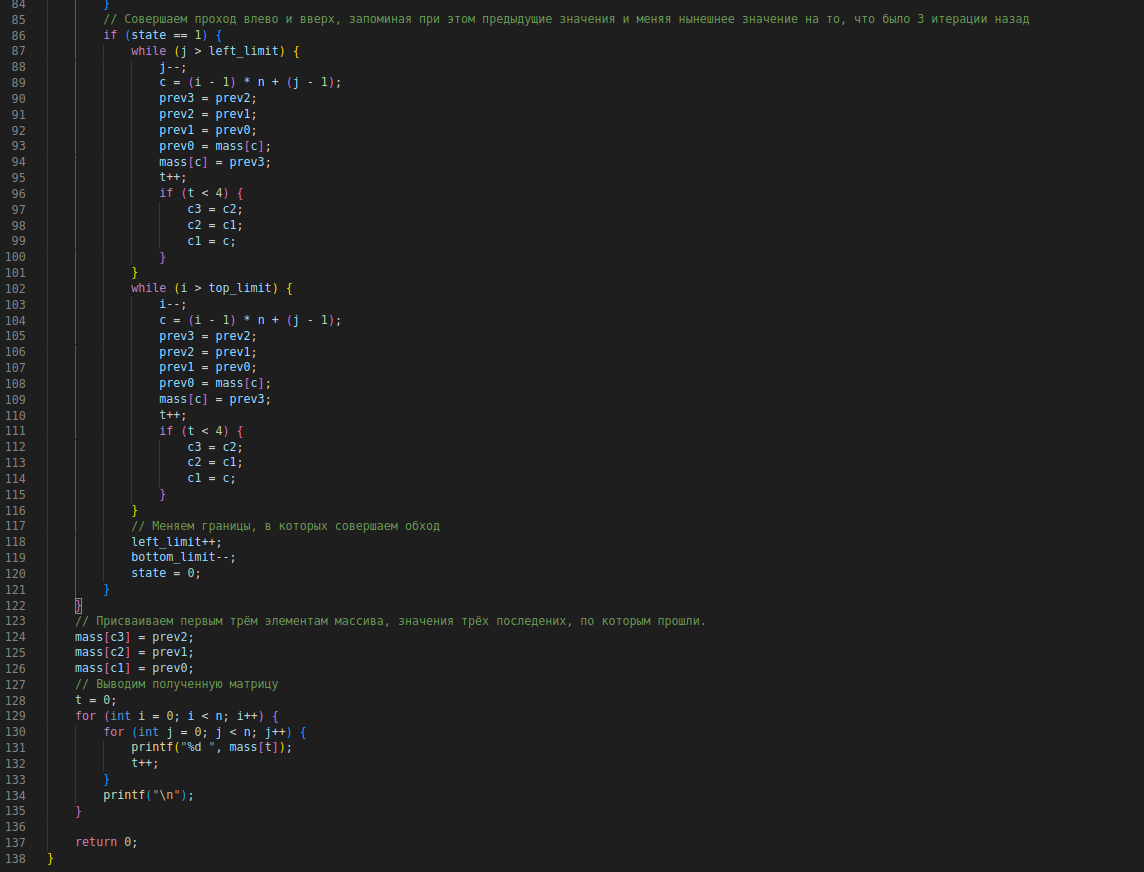 84 }
85 // Совершаем проход влево и вверх, запоминая при этом предыдущие значения и меняя нынешнее значение на то, что было 3 итерации назад
86 if (state == 1) {
87 while (j > left_limit) {
88 j--;
89 c = (i - 1) * n + (j - 1);
90 prev3 = prev2;
91 prev2 = prev1;
92 prev1 = prev0;
93 prev0 = mass[c];
94 mass[c] = prev3;
95 t++;
96 if (t < 4) {
97 c3 = c2;
98 c2 = c1;
99 c1 = c;
100 }
101 }
102 while (i > top_limit) {
103 i--;
104 c = (i - 1) * n + (j - 1);
105 prev3 = prev2;
106 prev2 = prev1;
107 prev1 = prev0;
108 prev0 = mass[c];
109 mass[c] = prev3;
110 t++;
111 if (t < 4) {
112 c3 = c2;
113 c2 = c1;
114 c1 = c;
115 }
116 }
117 // Меняем границы, в которых совершаем обход
118 left_limit++;
119 bottom_limit--;
120 state = 0;
121 }
122 }
123 // Присваиваем первым трём элементам массива, значения трёх последених, по которым прошли.
124 mass[c3] = prev2;
125 mass[c2] = prev1;
126 mass[c1] = prev0;
127 // Выводим полученную матрицу
128 t = 0;
129 for (int i = 0; i < n; i++) {
130 for (int j = 0; j < n; j++) {
131 printf("%d ", mass[t]);
132 t++;
133 }
134 printf("\n");
135 }
136
137 return 0;
138 }